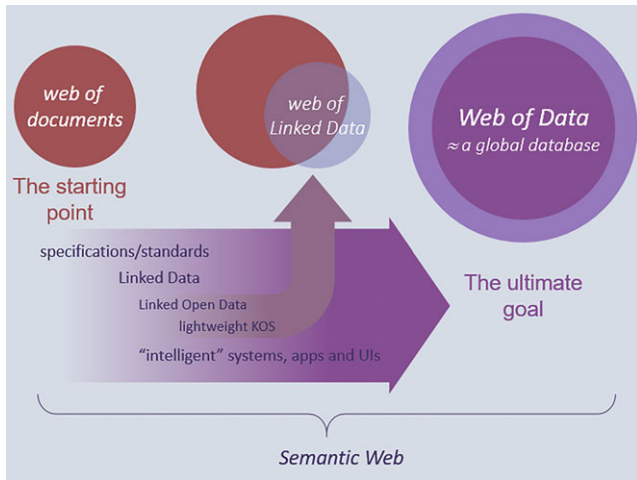 web of
documents
web of
Linked Data
Web of Data
≈ a global database
The starting
point
specifications/standards
Linked Data
Linked Open Data
lightweight KOS
“intelligent” systems, apps and UIs
The ultimate
goal
Semantic Web